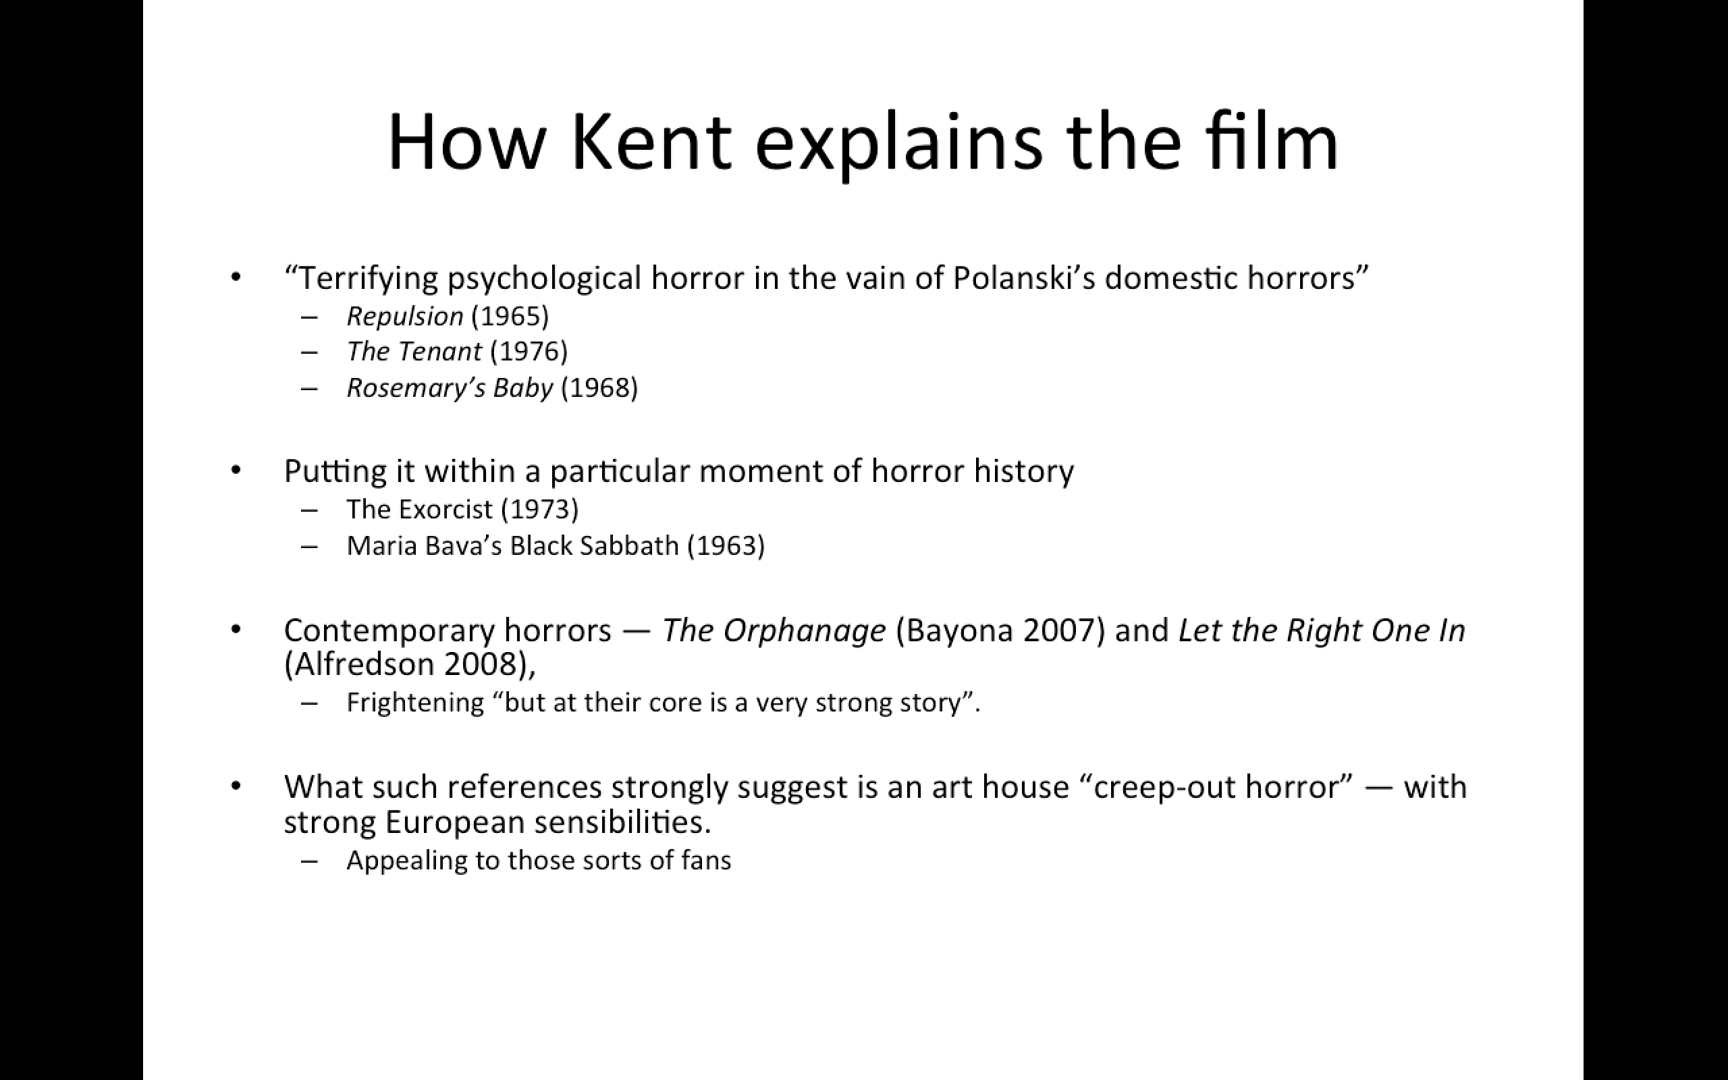 How Kent explains the film
• “Terrifying psychological horror in the vain of Polanski’s domestic horrors”
– Repulsion (1965)
– The Tenant (1976)
– Rosemary’s Baby (1968)
• Putting it within a particular moment of horror history
– The Exorcist (1973)
– Maria Bava’s Black Sabbath (1963)
• Contemporary horrors — The Orphanage (Bayona 2007) and Let the Right One In
(Alfredson 2008),
– Frightening “but at their core is a very strong story”.
• What such references strongly suggest is an art house “creep-out horror” — with
strong European sensibilities.
– Appealing to those sorts of fans